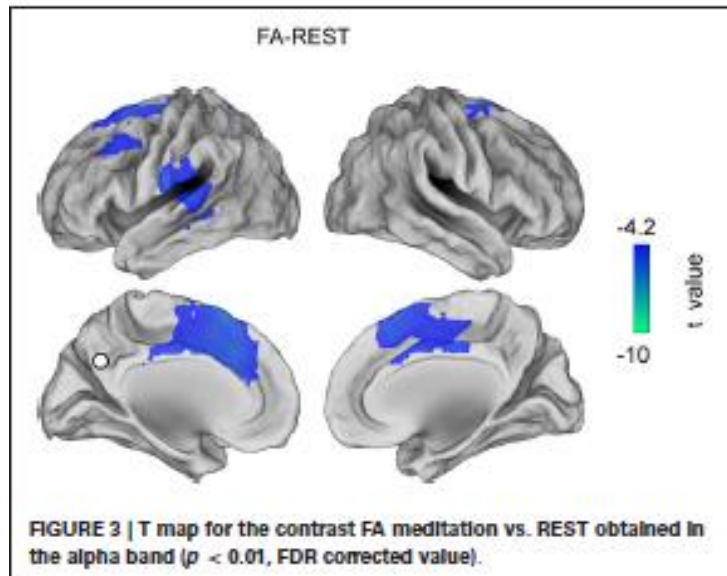 FA-REST
-4.2
t value
-10
FIGURE 3 | T map for the contrast FA meditation vs. REST obtained in
the alpha band (p < 0.01, FDR corrected value).